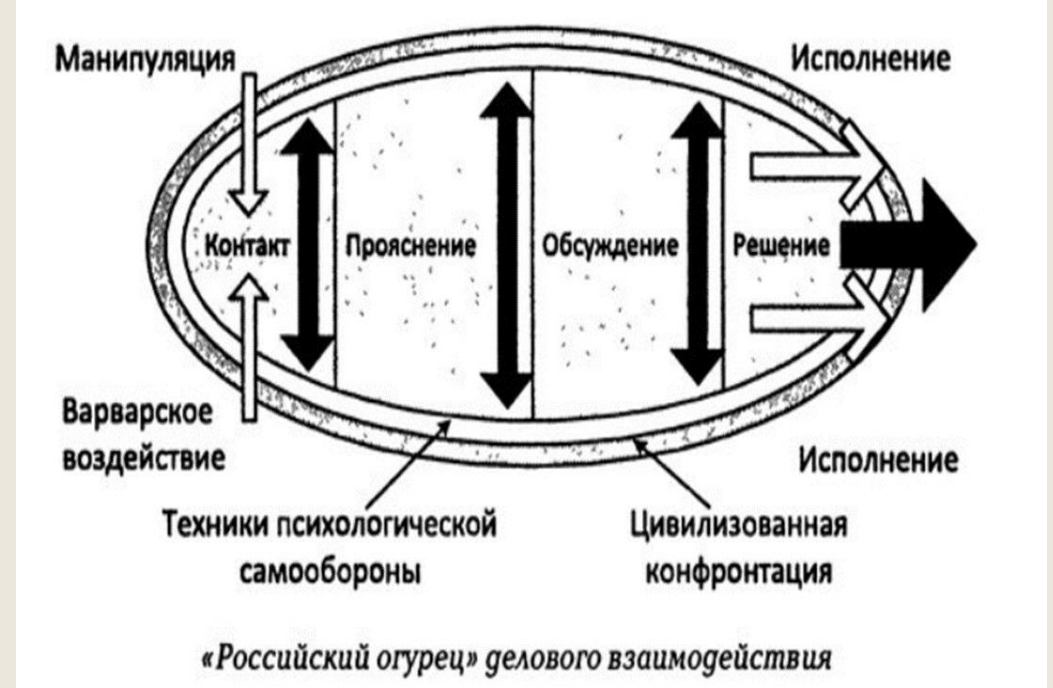 Манипуляция
Исполнение
Контакт
Прояснение
Обсуждение
Решение
Варварское
воздействие
Исполнение
Техники психологической
самообороны
Цивилизованная
конфронтация
«Российский огурец» делового взаимодействия